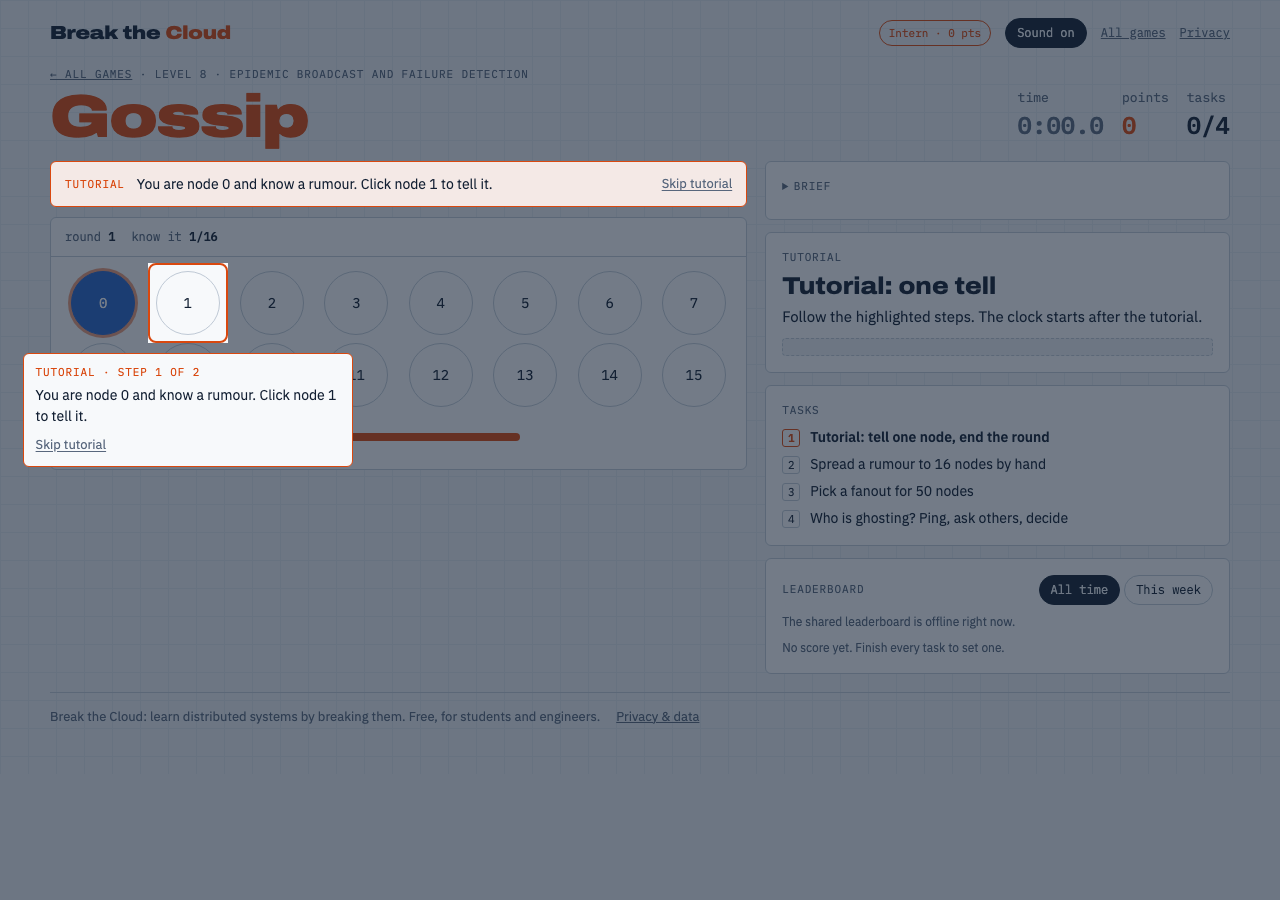 Break the Cloud
Intern · 0 pts
Sound on
All games
Privacy
← ALL GAMES · LEVEL 8 · EPIDEMIC BROADCAST AND FAILURE DETECTION
Gossip
time
points
tasks
0:00.0
0
0/4
TUTORIAL You are node 0 and know a rumour. Click node 1 to tell it. Skip tutorial
round 1 know it 1/16
0 1 2 3 4 5 6 7
11 12 13 14 15
TUTORIAL · STEP 1 OF 2
You are node 0 and know a rumour. Click node 1
to tell it.
Skip tutorial
BRIEF
TUTORIAL
Tutorial: one tell
Follow the highlighted steps. The clock starts after the tutorial.
TASKS
1 Tutorial: tell one node, end the round
2 Spread a rumour to 16 nodes by hand
3 Pick a fanout for 50 nodes
4 Who is ghosting? Ping, ask others, decide
LEADERBOARD
All time
This week
The shared leaderboard is offline right now.
No score yet. Finish every task to set one.
Break the Cloud: learn distributed systems by breaking them. Free, for students and engineers. Privacy & data